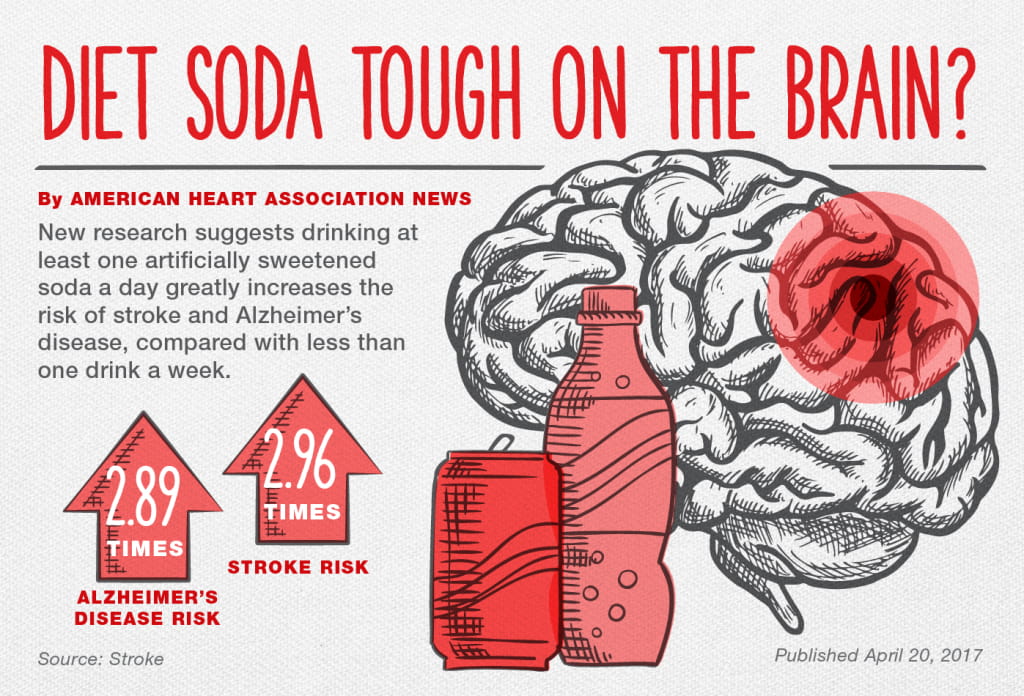 DIET SODA TOUGH ON THE BRAIN?
By AMERICAN HEART ASSOCIATION NEWS
New research suggests drinking at
least one artificially sweetened
soda a day greatly increases the
risk of stroke and Alzheimer's
disease, compared with less than
one drink a week.
2.89
TIMES
ALZHEIMER'S
DISEASE RISK
2.96
TIMES
STROKE RISK
Source: Stroke
Published April 20, 2017